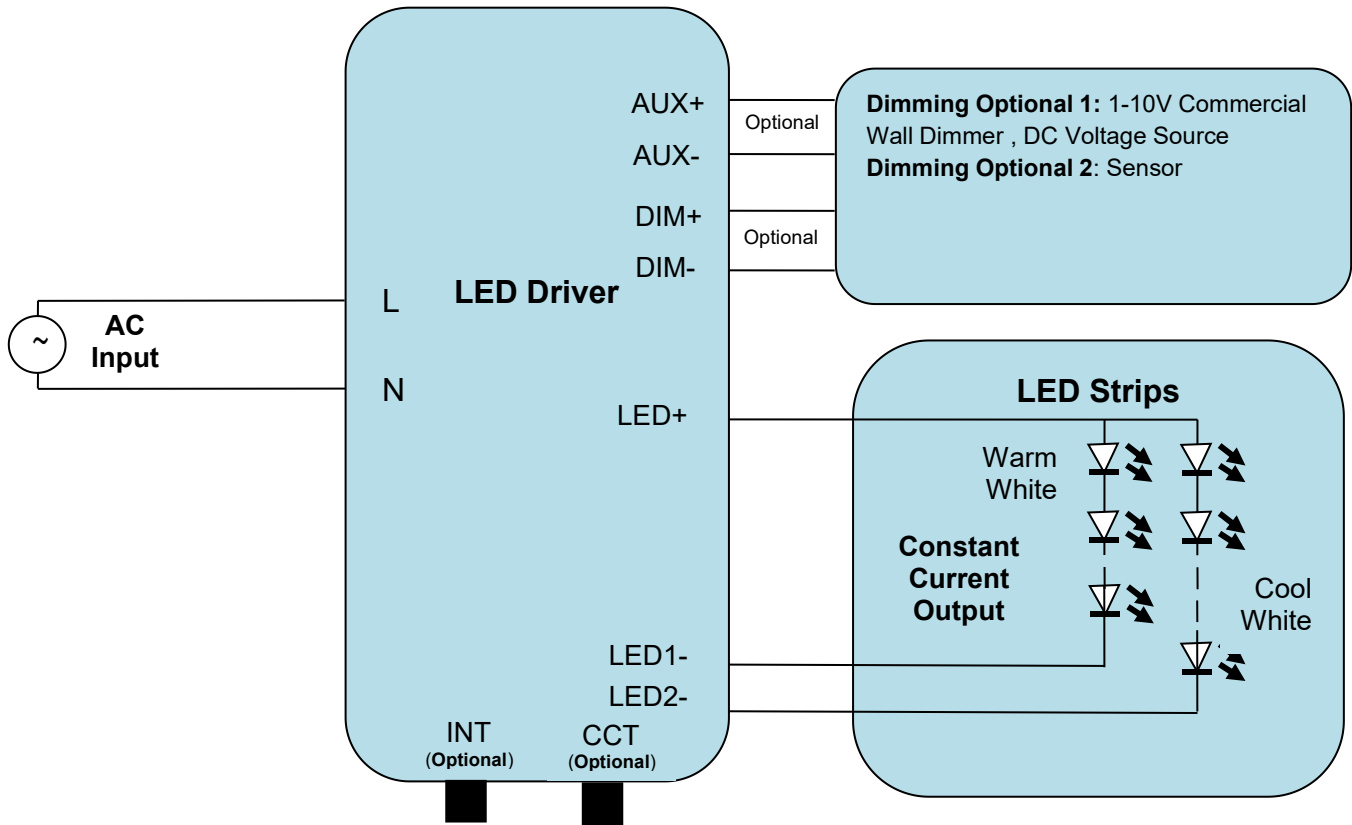 AUX+
Optional
AUX-
DIM+
Optional
DIM-
Dimming Optional 1: 1-10V Commercial
Wall Dimmer , DC Voltage Source
Dimming Optional 2: Sensor
~
AC
Input
L
N
LED Driver
LED+
LED1-
LED2-
INT
(Optional)
CCT
(Optional)
LED Strips
Warm
White
Constant
Current
Output
Cool
White